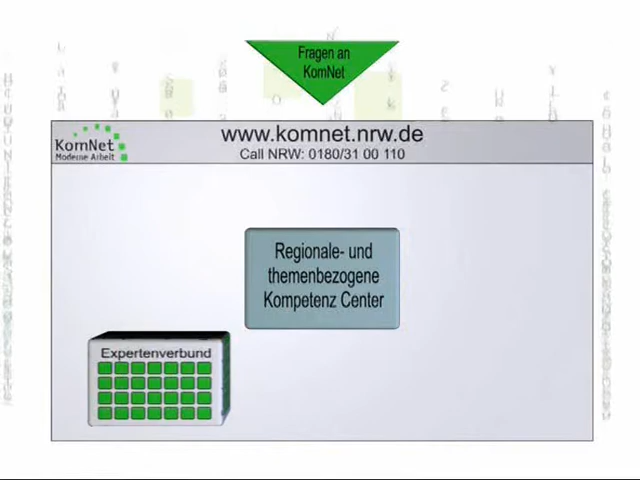 Fragen an
KomNet
www.komnet.nrw.de
Call NRW: 0180/31 00 110
KomNet
Moderne Arbeit
Regionale- und
themenbezogene
Kompetenz Center
Expertenverbund